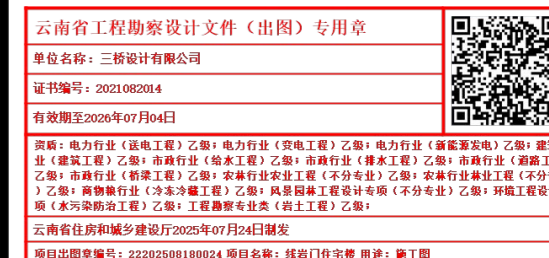 云南省工程勘察设计文件（出图）专用章
单位名称：三桥设计有限公司
证书编号：2021082014
有效期至2026年07月04日
资质：电力行业（送电工程）乙级；电力行业（变电工程）乙级；电力行业（新能源发电）乙级；建
业（建筑工程）乙级；市政行业（给水工程）乙级；市政行业（排水工程）乙级；市政行业（道路工
乙级；市政行业（桥梁工程）乙级；农林行业农业工程（不分专业）乙级；农林行业林业工程（不分
）乙级；商物粮行业（冷冻冷藏工程）乙级；风景园林工程设计专项（不分专业）乙级；环境工程设
项（水污染防治工程）乙级；工程勘察专业类（岩土工程）乙级；
云南省住房和城乡建设厅2025年07月24日制发
项目出图章编号：22202508180024 项目名称：线岩门住宅楼 用途：施工图